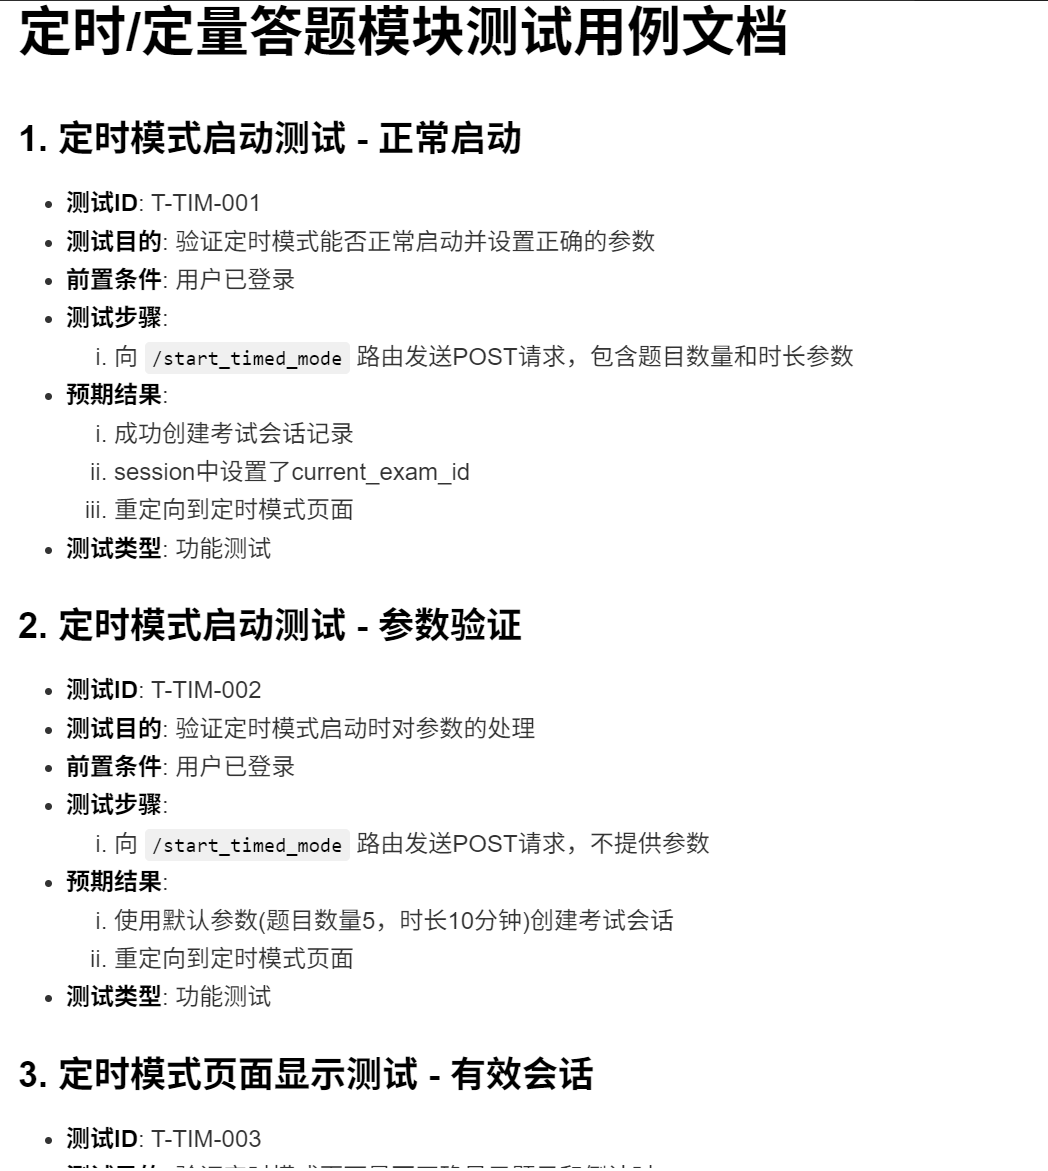 定时/定量答题模块测试用例文档
1. 定时模式启动测试 - 正常启动
• 测试ID: T-TIM-001
• 测试目的: 验证定时模式能否正常启动并设置正确的参数
• 前置条件: 用户已登录
• 测试步骤:
i. 向 /start_timed_mode 路由发送POST请求，包含题目数量和时长参数
• 预期结果:
i. 成功创建考试会话记录
ii. session中设置了current_exam_id
iii. 重定向到定时模式页面
• 测试类型: 功能测试
2. 定时模式启动测试 - 参数验证
• 测试ID: T-TIM-002
• 测试目的: 验证定时模式启动时对参数的处理
• 前置条件: 用户已登录
• 测试步骤:
i. 向 /start_timed_mode 路由发送POST请求，不提供参数
• 预期结果:
i. 使用默认参数(题目数量5，时长10分钟)创建考试会话
ii. 重定向到定时模式页面
• 测试类型: 功能测试
3. 定时模式页面显示测试 - 有效会话
• 测试ID: T-TIM-003